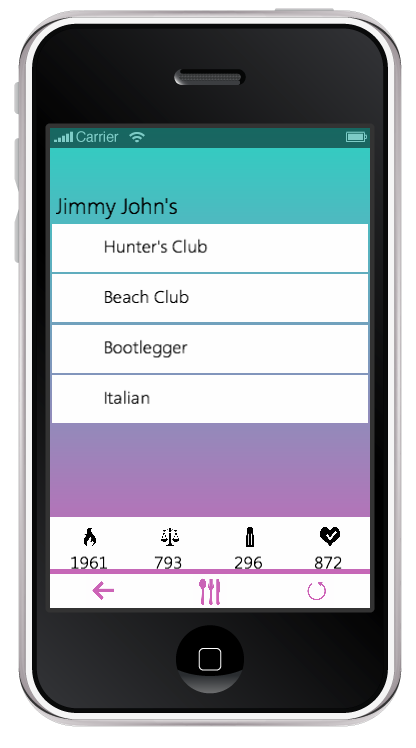 Carrier
Jimmy John's
Hunter's Club
Beach Club
Bootlegger
Italian
1961 793 296 872